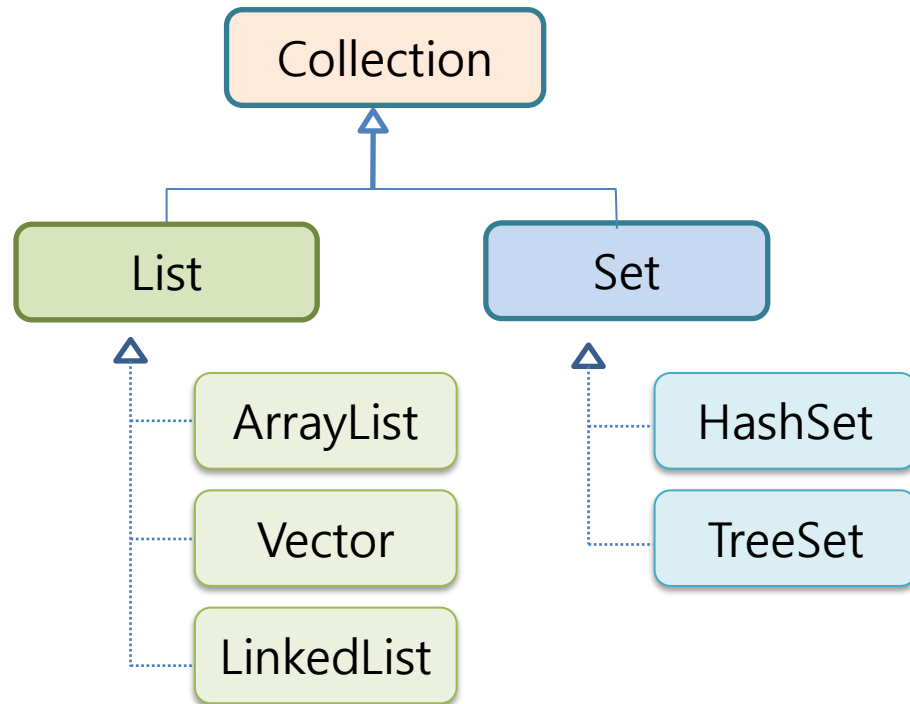 Collection
List
Set
ArrayList
HashSet
Vector
TreeSet
LinkedList